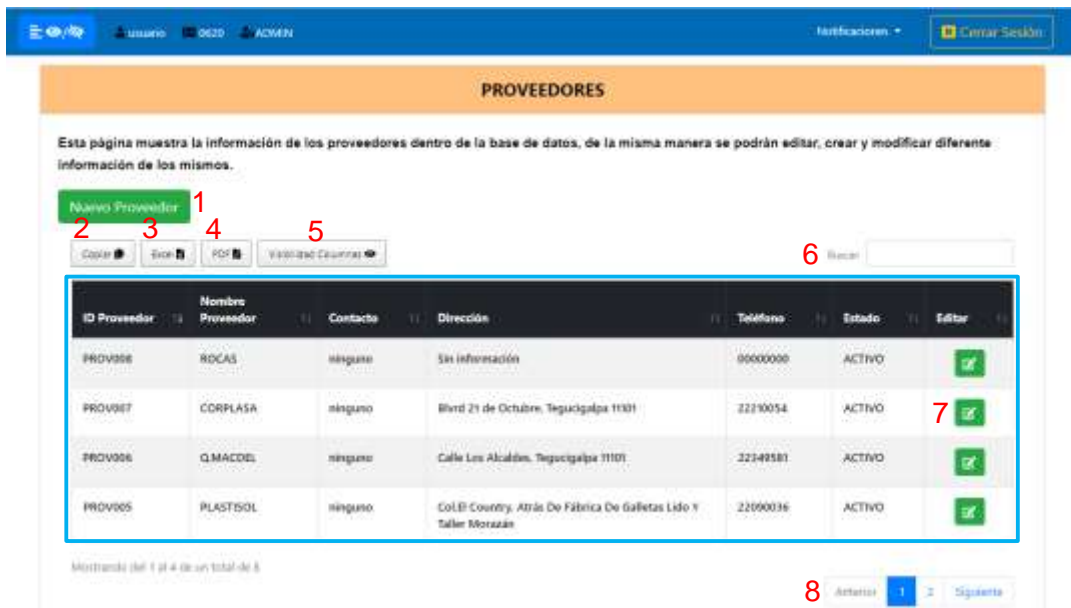 usuario 0620 ADMIN Notificaciones Cerrar Sesión
PROVEEDORES
Esta página muestra la información de los proveedores dentro de la base de datos, de la misma manera se podrán editar, crear y modificar diferente
información de los mismos.
Nuevo Proveedor 1
2 3 4 5
Copiar Excel PDF Visibilidad Columnas 6 Buscar
ID Proveedor Nombre Proveedor Contacto Dirección Teléfono Estado Editar
PROV008 ROCAS ninguno Sin información 00000000 ACTIVO
PROV007 CORPLASA ninguno Blvrd 21 de Octubre, Tegucigalpa 11101 22210054 ACTIVO 7
PROV006 Q.MACDEL ninguno Calle Los Alcaldes, Tegucigalpa 11101 22349581 ACTIVO
PROV005 PLASTISOL ninguno Col.El Country, Atrás De Fábrica De Galletas Lido Y
Taller Morazán 22090036 ACTIVO
Mostrando del 1 al 4 de un total de 8
8 Anterior 1 2 Siguiente